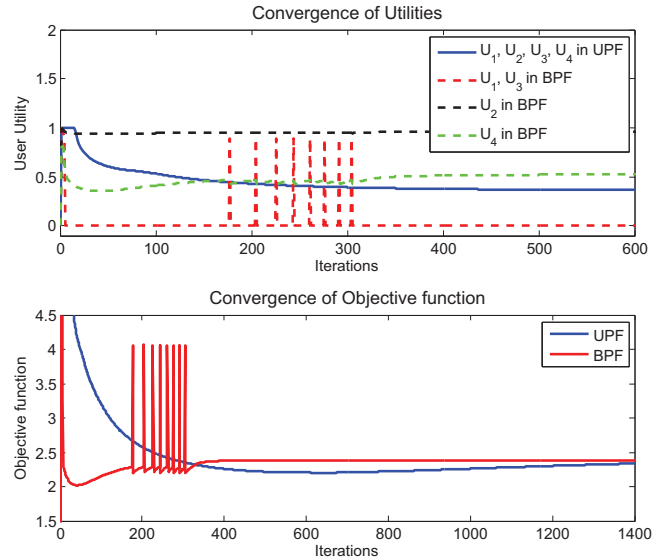 Convergence of Utilities
2
1.5
1
0.5
0
User Utility
U₁, U₂, U₃, U₄ in UPF
U₁, U₃ in BPF
U₂ in BPF
U₄ in BPF
0 100 200 300 400 500 600
Iterations
Convergence of Objective function
4.5
4
3.5
3
2.5
2
1.5
Objective function
UPF
BPF
0 200 400 600 800 1000 1200 1400
Iterations